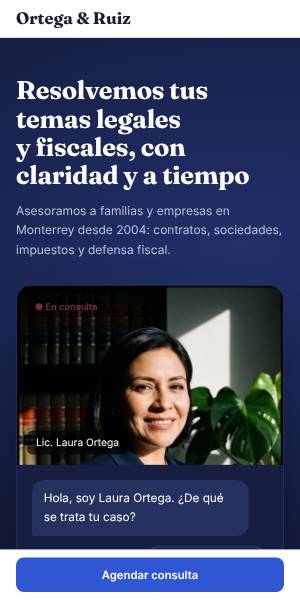 Ortega & Ruiz
Resolvemos tus
temas legales
y fiscales, con
claridad y a tiempo
Asesoramos a familias y empresas en
Monterrey desde 2004: contratos, sociedades,
impuestos y defensa fiscal.
En consulta
Lic. Laura Ortega
Hola, soy Laura Ortega. ¿De qué
se trata tu caso?
Agendar consulta